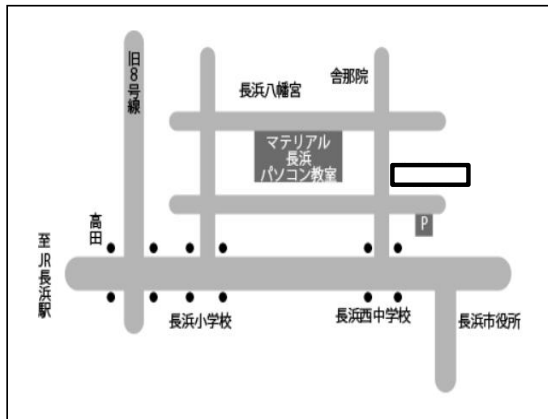 旧8号線
長浜八幡宮
舎那院
マテリアル
長浜
パソコン教室
P
高田
至JR長浜駅
長浜小学校
長浜西中学校
長浜市役所